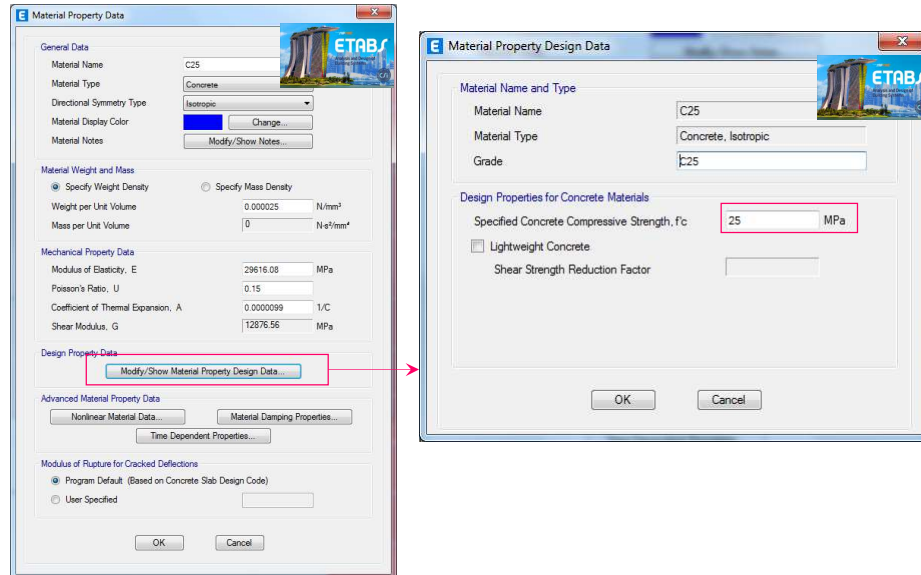 Material Property Data
ETABS
Analysis and Design of
Building Systems
CSI
General Data
Material Name C25
Material Type Concrete
Directional Symmetry Type Isotropic
Material Display Color Change...
Material Notes Modify/Show Notes...
Material Weight and Mass
Specify Weight Density Specify Mass Density
Weight per Unit Volume 0.000025 N/mm³
Mass per Unit Volume 0 N-s²/mm⁴
Mechanical Property Data
Modulus of Elasticity, E 29616.08 MPa
Poisson's Ratio, U 0.15
Coefficient of Thermal Expansion, A 0.0000099 1/C
Shear Modulus, G 12876.56 MPa
Design Property Data
Modify/Show Material Property Design Data...
Advanced Material Property Data
Nonlinear Material Data... Material Damping Properties...
Time Dependent Properties...
Modulus of Rupture for Cracked Deflections
Program Default (Based on Concrete Slab Design Code)
User Specified
OK Cancel
Material Property Design Data
ETABS
Material Name and Type
Material Name C25
Material Type Concrete, Isotropic
Grade C25
Design Properties for Concrete Materials
Specified Concrete Compressive Strength, f'c 25 MPa
Lightweight Concrete
Shear Strength Reduction Factor
OK Cancel